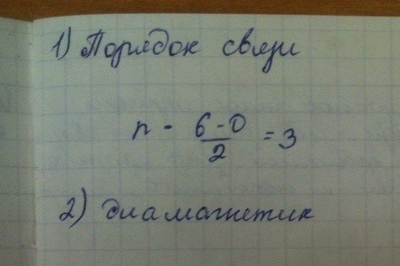 1) Порядок связи
n - 6-0/2 = 3
2) диамагнетик